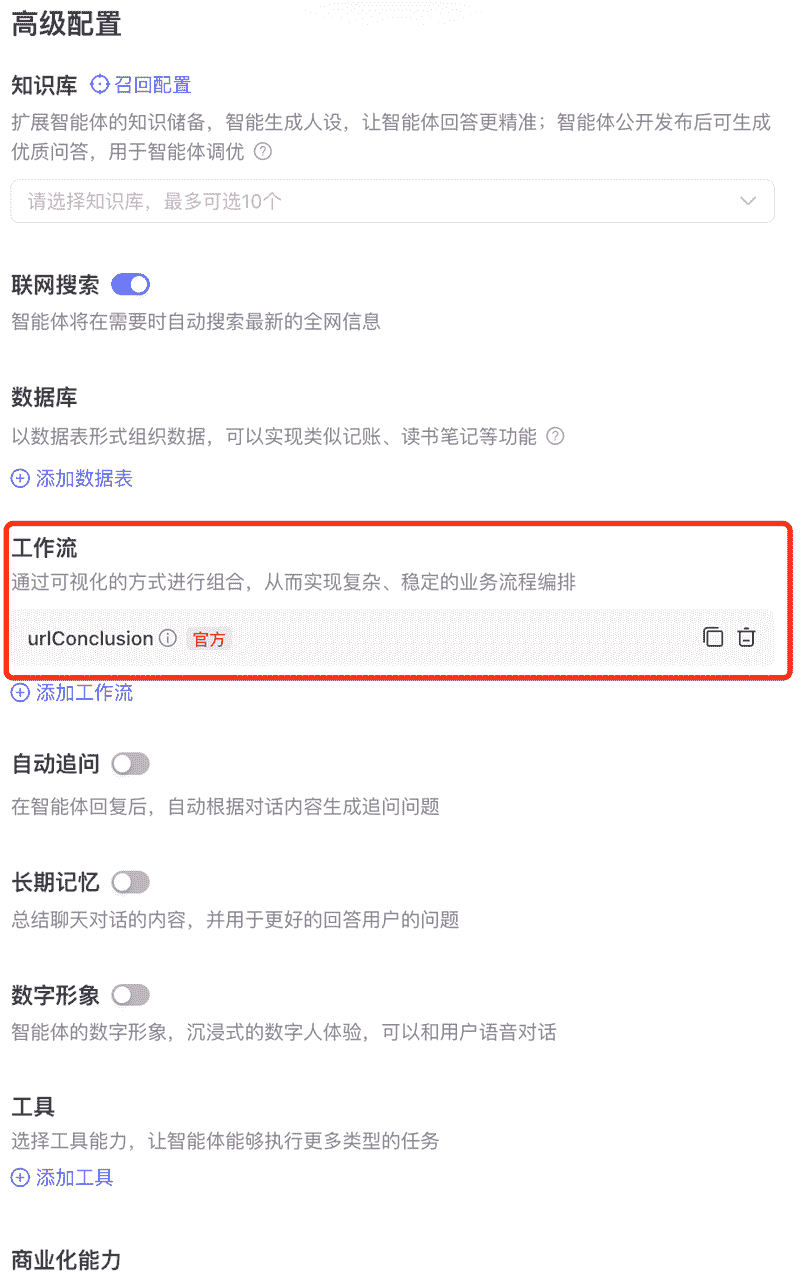 高级配置
知识库 召回配置
扩展智能体的知识储备，智能生成人设，让智能体回答更精准；智能体公开发布后可生成
优质问答，用于智能体调优
请选择知识库，最多可选10个
联网搜索
智能体将在需要时自动搜索最新的全网信息
数据库
以数据表形式组织数据，可以实现类似记账、读书笔记等功能
添加数据表
工作流
通过可视化的方式进行组合，从而实现复杂、稳定的业务流程编排
urlConclusion 官方
添加工作流
自动追问
在智能体回复后，自动根据对话内容生成追问问题
长期记忆
总结聊天对话的内容，并用于更好的回答用户的问题
数字形象
智能体的数字形象，沉浸式的数字人体验，可以和用户语音对话
工具
选择工具能力，让智能体能够执行更多类型的任务
添加工具
商业化能力